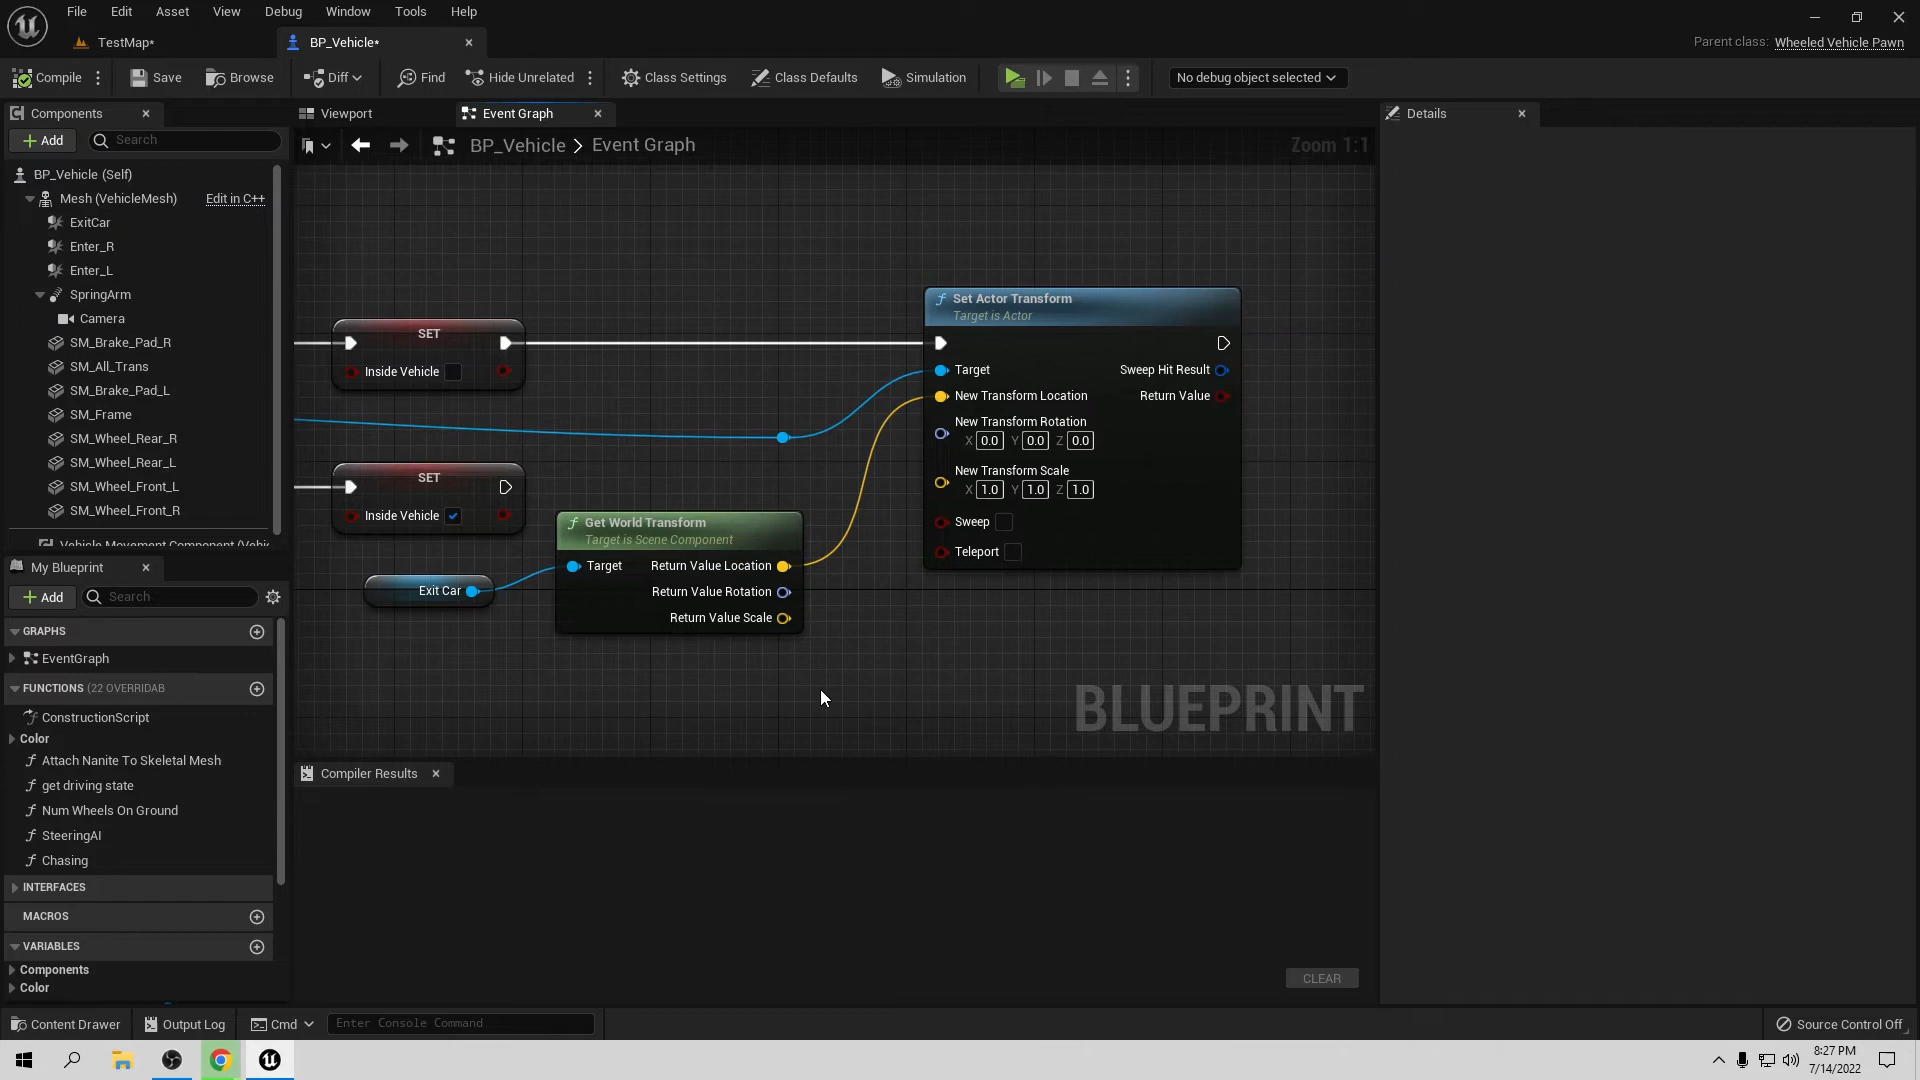 File Edit Asset View Debug Window Tools Help
TestMap*
BP_Vehicle*
Parent class: Wheeled Vehicle Pawn
Compile Save Browse Diff Find Hide Unrelated Class Settings Class Defaults Simulation No debug object selected
Components
Viewport
Event Graph
Details
Add
Search
BP_Vehicle > Event Graph
Zoom 1:1
BP_Vehicle (Self)
Mesh (VehicleMesh) Edit in C++
ExitCar
Enter_R
Enter_L
SpringArm
Camera
SM_Brake_Pad_R
SM_All_Trans
SM_Brake_Pad_L
SM_Frame
SM_Wheel_Rear_R
SM_Wheel_Rear_L
SM_Wheel_Front_L
SM_Wheel_Front_R
Vehicle Movement Component (Vehic
SET
Inside Vehicle
SET
Inside Vehicle
Exit Car
Get World Transform
Target is Scene Component
Target Return Value Location
Return Value Rotation
Return Value Scale
Set Actor Transform
Target is Actor
Target Sweep Hit Result
New Transform Location Return Value
New Transform Rotation
X 0.0 Y 0.0 Z 0.0
New Transform Scale
X 1.0 Y 1.0 Z 1.0
Sweep
Teleport
BLUEPRINT
My Blueprint
Add
Search
GRAPHS
EventGraph
FUNCTIONS (22 OVERRIDAB
ConstructionScript
Color
Attach Nanite To Skeletal Mesh
get driving state
Num Wheels On Ground
SteeringAI
Chasing
INTERFACES
MACROS
VARIABLES
Components
Color
Compiler Results
CLEAR
Content Drawer Output Log Cmd Enter Console Command Source Control Off
8:27 PM
7/14/2022